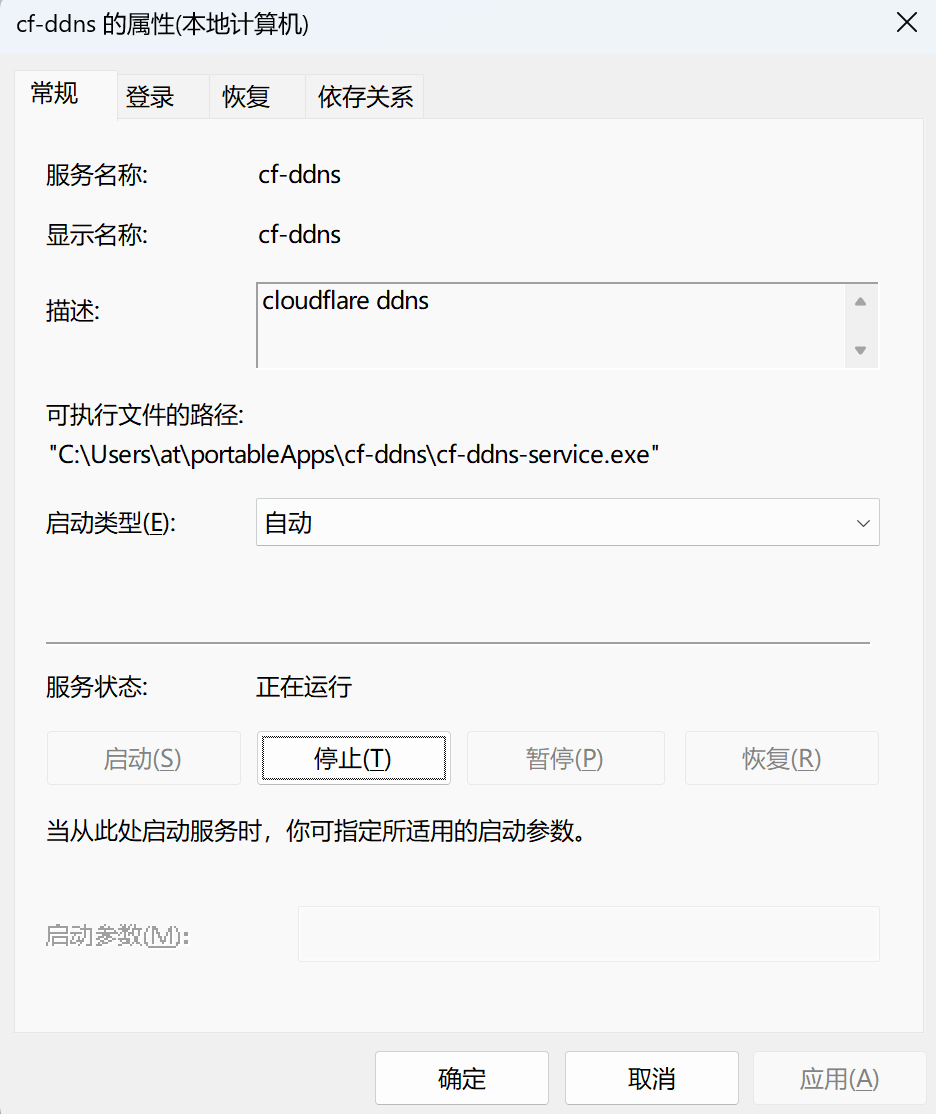 cf-ddns 的属性(本地计算机)
常规 登录 恢复 依存关系
服务名称: cf-ddns
显示名称: cf-ddns
描述: cloudflare ddns
可执行文件的路径:
"C:\Users\at\portableApps\cf-ddns\cf-ddns-service.exe"
启动类型(E): 自动
服务状态: 正在运行
启动(S) 停止(T) 暂停(P) 恢复(R)
当从此处启动服务时，你可指定所适用的启动参数。
启动参数(M):
确定 取消 应用(A)